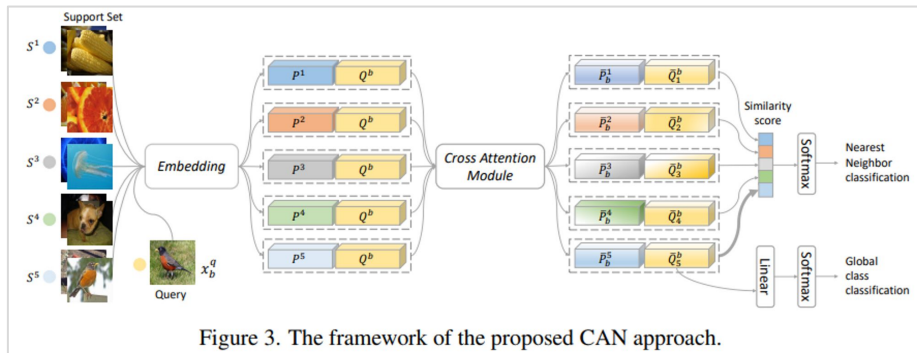 Support Set
S¹
S²
S³
S⁴
S⁵
Query
x_b^q
Embedding
P¹ Q^b
P² Q^b
P³ Q^b
P⁴ Q^b
P⁵ Q^b
Cross Attention
Module
P̄_b^1 Q̄_1^b
P̄_b^2 Q̄_2^b
P̄_b^3 Q̄_3^b
P̄_b^4 Q̄_4^b
P̄_b^5 Q̄_5^b
Similarity
score
Softmax
Nearest
Neighbor
classification
Linear
Softmax
Global
class
classification
Figure 3. The framework of the proposed CAN approach.